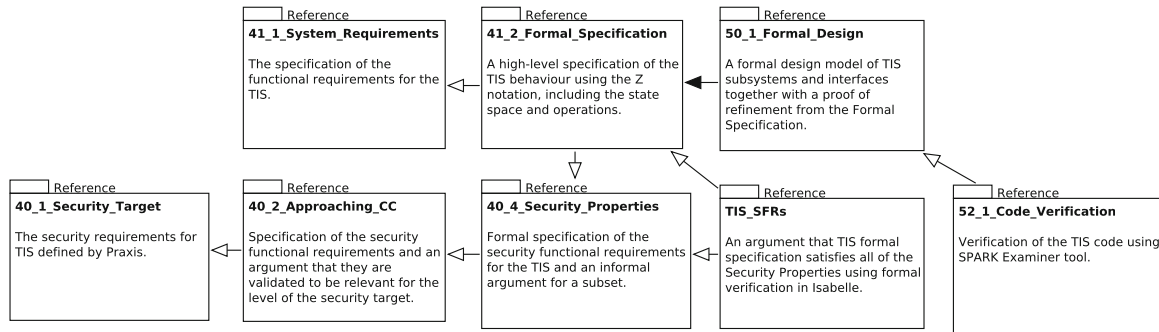 Reference
41_1_System_Requirements
The specification of the
functional requirements for the
TIS.
Reference
41_2_Formal_Specification
A high-level specification of the
TIS behaviour using the Z
notation, including the state
space and operations.
Reference
50_1_Formal_Design
A formal design model of TIS
subsystems and interfaces
together with a proof of
refinement from the Formal
Specification.
Reference
40_1_Security_Target
The security requirements for
TIS defined by Praxis.
Reference
40_2_Approaching_CC
Specification of the security
functional requirements and an
argument that they are
validated to be relevant for the
level of the security target.
Reference
40_4_Security_Properties
Formal specification of the
security functional requirements
for the TIS and an informal
argument for a subset.
Reference
TIS_SFRs
An argument that TIS formal
specification satisfies all of the
Security Properties using formal
verification in Isabelle.
Reference
52_1_Code_Verification
Verification of the TIS code using
SPARK Examiner tool.